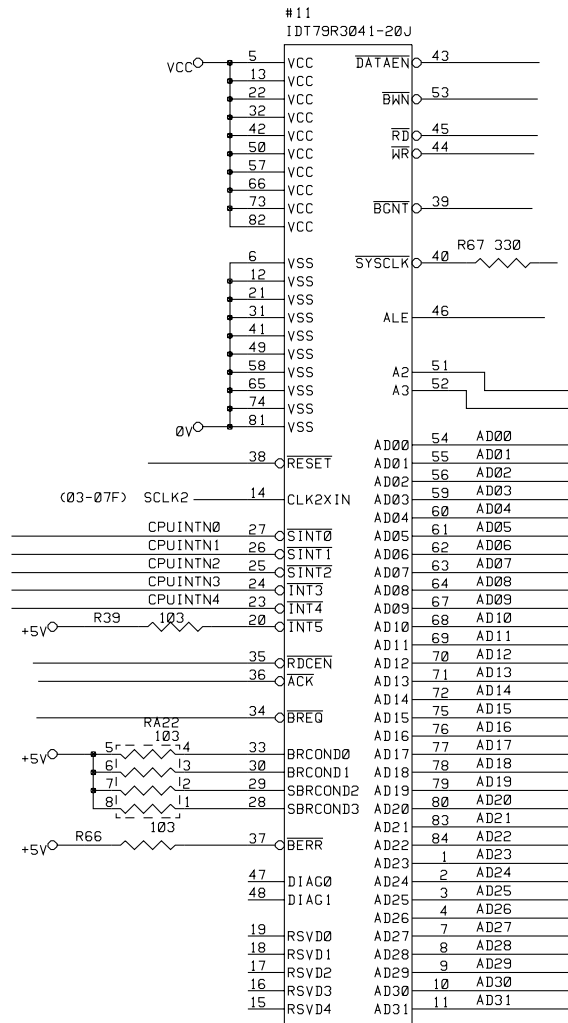 #11
IDT79R3041-20J
VCC 5 VCC DATAEN 43
13 VCC
22 VCC BWN 53
32 VCC
42 VCC RD 45
50 VCC WR 44
57 VCC
66 VCC
73 VCC BGNT 39
82 VCC
R67 330
6 VSS SYSCLK 40
12 VSS
21 VSS
31 VSS ALE 46
41 VSS
49 VSS
58 VSS A2 51
65 VSS A3 52
74 VSS
0V 81 VSS
AD00 54 AD00
38 RESET AD01 55 AD01
AD02 56 AD02
(03-07F) SCLK2 14 CLK2XIN AD03 59 AD03
AD04 60 AD04
CPUINTN0 27 SINT0 AD05 61 AD05
CPUINTN1 26 SINT1 AD06 62 AD06
CPUINTN2 25 SINT2 AD07 63 AD07
CPUINTN3 24 INT3 AD08 64 AD08
CPUINTN4 23 INT4 AD09 67 AD09
+5V R39 103 20 INT5 AD10 68 AD10
AD11 69 AD11
35 RDCEN AD12 70 AD12
36 ACK AD13 71 AD13
AD14 72 AD14
34 BREQ AD15 75 AD15
RA22
103
AD16 76 AD16
+5V 5 4 33 BRCOND0 AD17 77 AD17
6 3 30 BRCOND1 AD18 78 AD18
7 2 29 SBRCOND2 AD19 79 AD19
8 1 28 SBRCOND3 AD20 80 AD20
AD21 83 AD21
+5V R66 103 37 BERR AD22 84 AD22
AD23 1 AD23
47 DIAG0 AD24 2 AD24
48 DIAG1 AD25 3 AD25
AD26 4 AD26
19 RSVD0 AD27 7 AD27
18 RSVD1 AD28 8 AD28
17 RSVD2 AD29 9 AD29
16 RSVD3 AD30 10 AD30
15 RSVD4 AD31 11 AD31